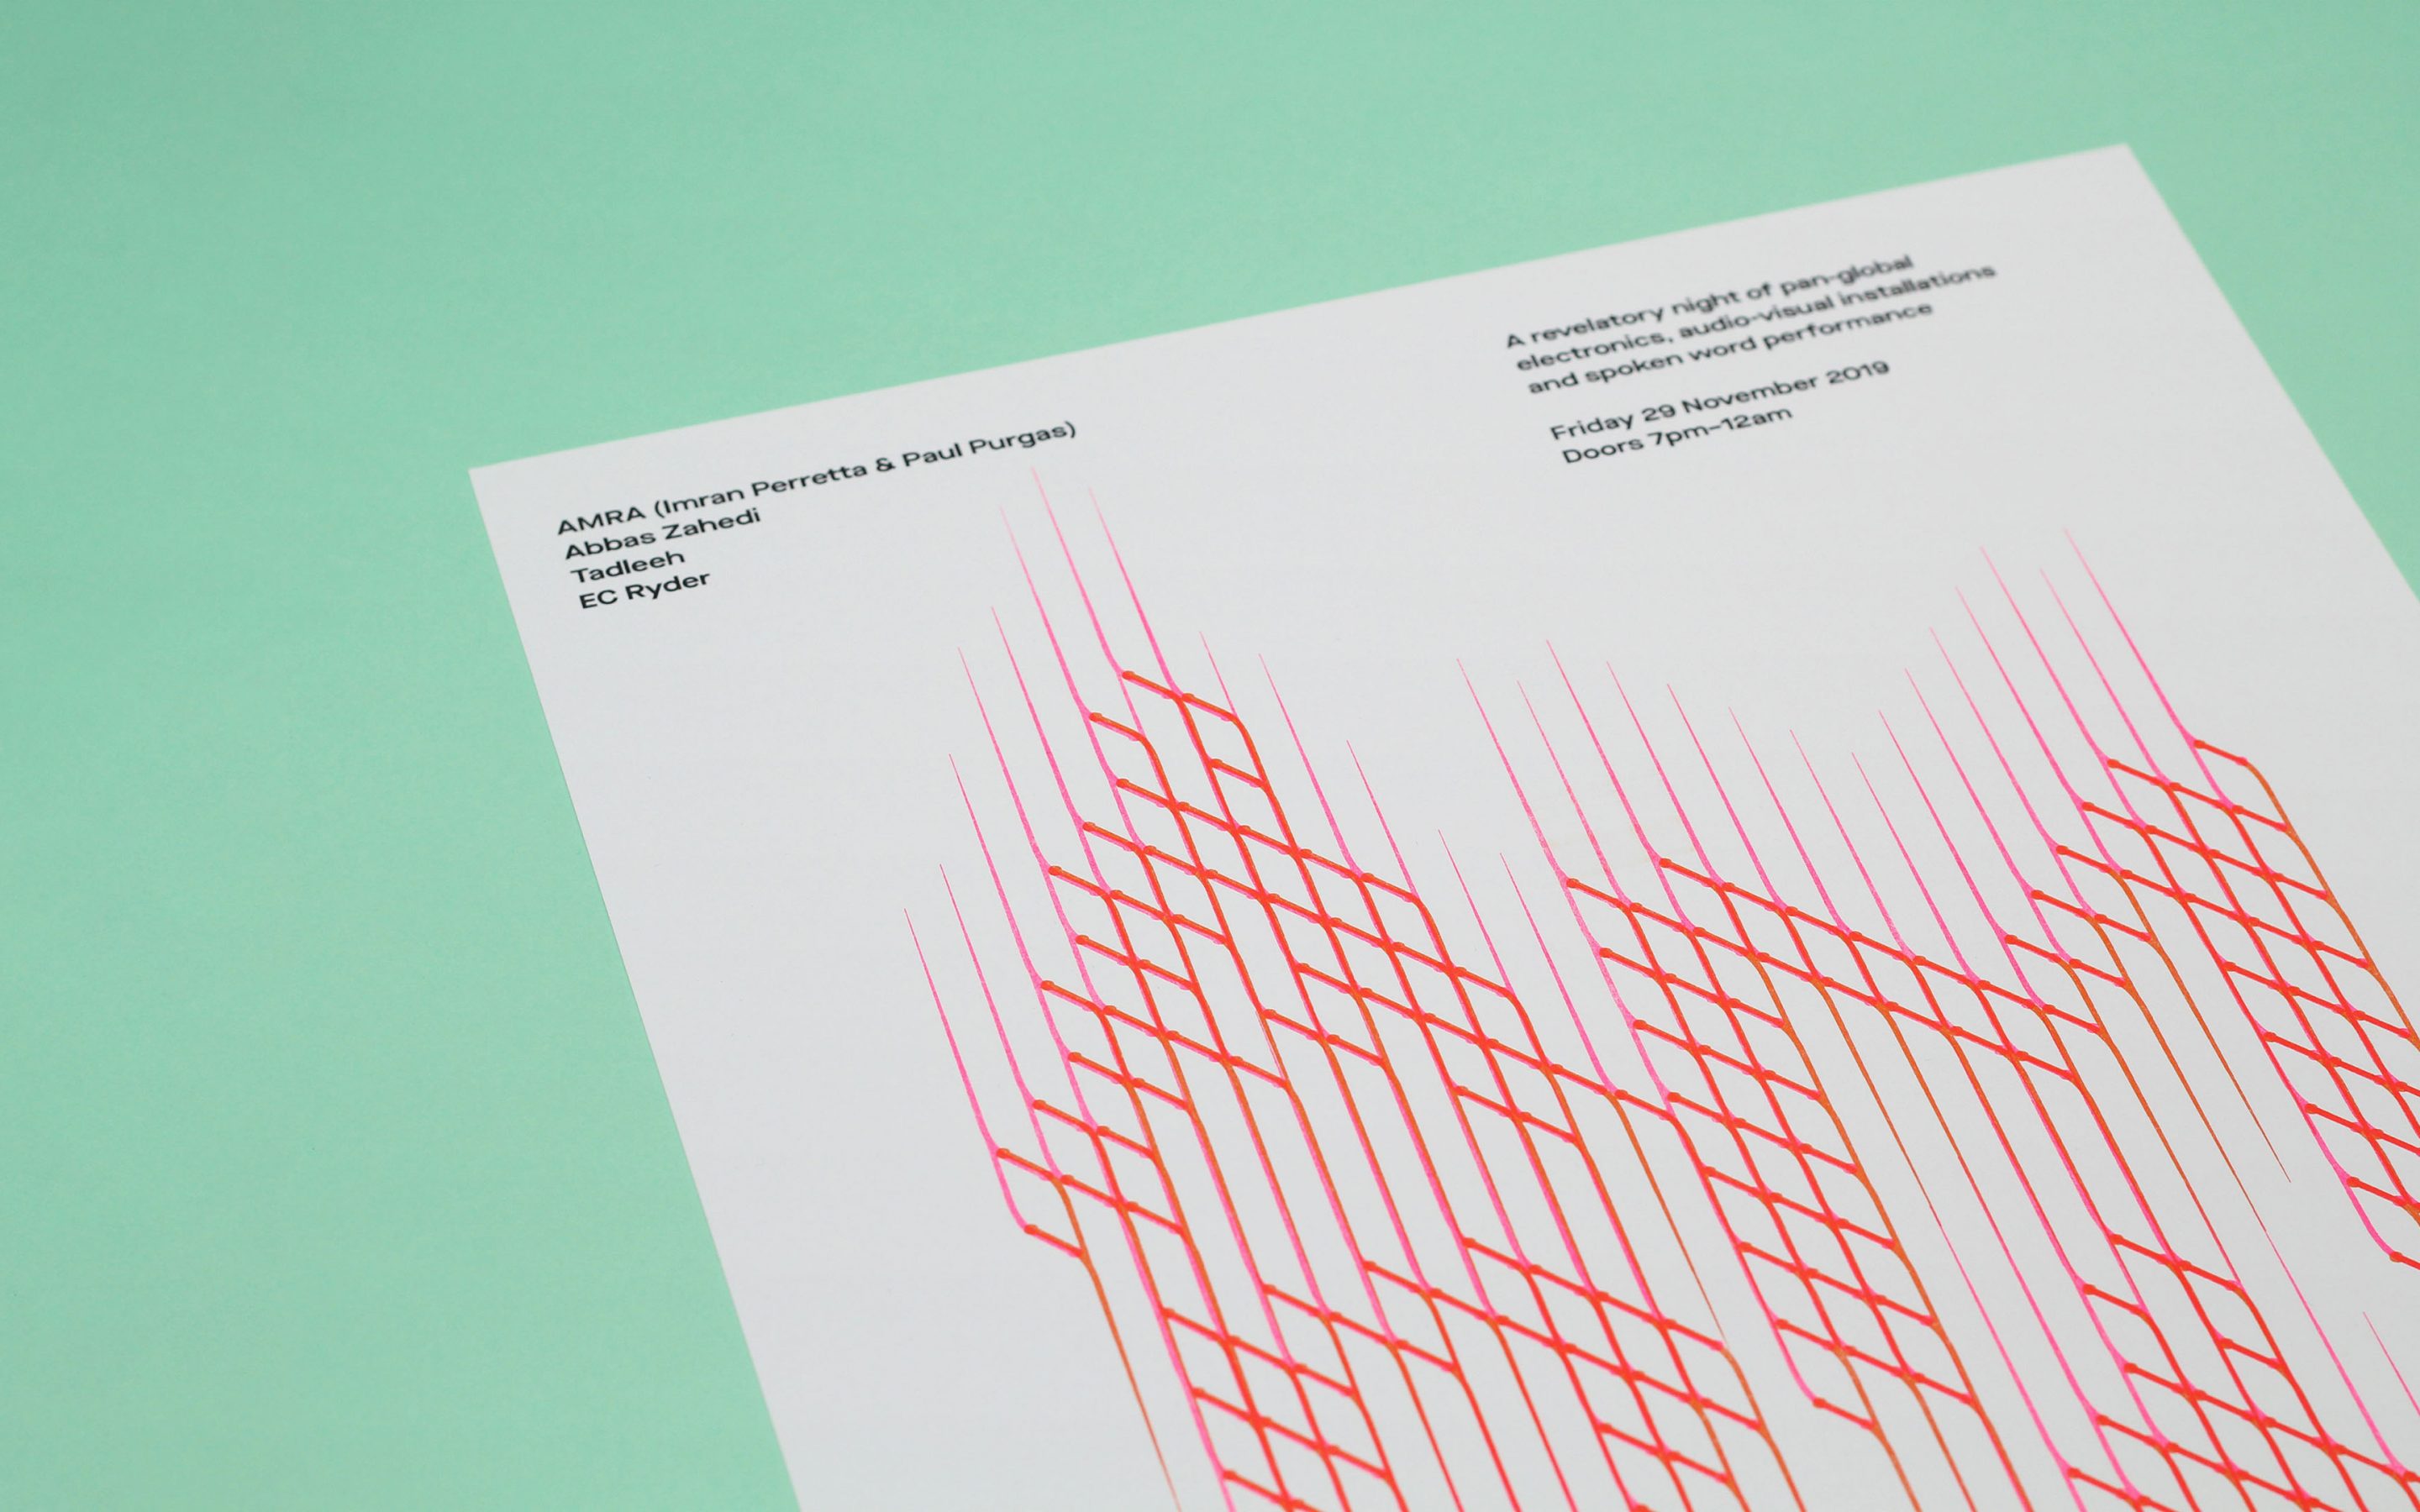 AMRA (Imran Perretta & Paul Purgas)
Abbas Zahedi
Tadleeh
EC Ryder
A revelatory night of pan-global
electronics, audio-visual installations
and spoken word performance
Friday 29 November 2019
Doors 7pm–12am